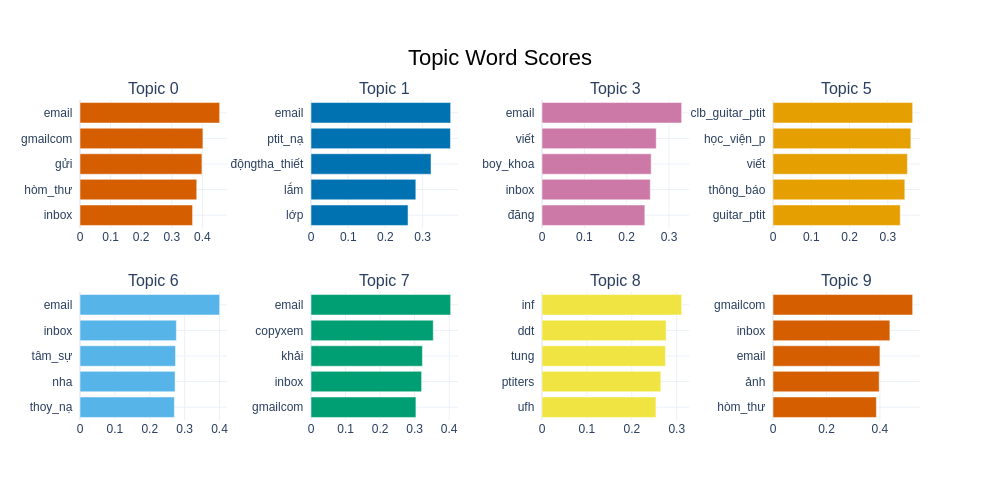 Topic Word Scores
Topic 0
email
gmailcom
gửi
hòm_thư
inbox
0 0.1 0.2 0.3 0.4
Topic 1
email
ptit_nạ
độngtha_thiết
lắm
lớp
0 0.1 0.2 0.3
Topic 3
email
viết
boy_khoa
inbox
đăng
0 0.1 0.2 0.3
Topic 5
clb_guitar_ptit
học_viện_p
viết
thông_báo
guitar_ptit
0 0.1 0.2 0.3
Topic 6
email
inbox
tâm_sự
nha
thoy_nạ
0 0.1 0.2 0.3 0.4
Topic 7
email
copyxem
khải
inbox
gmailcom
0 0.1 0.2 0.3 0.4
Topic 8
inf
ddt
tung
ptiters
ufh
0 0.1 0.2 0.3
Topic 9
gmailcom
inbox
email
ảnh
hòm_thư
0 0.2 0.4